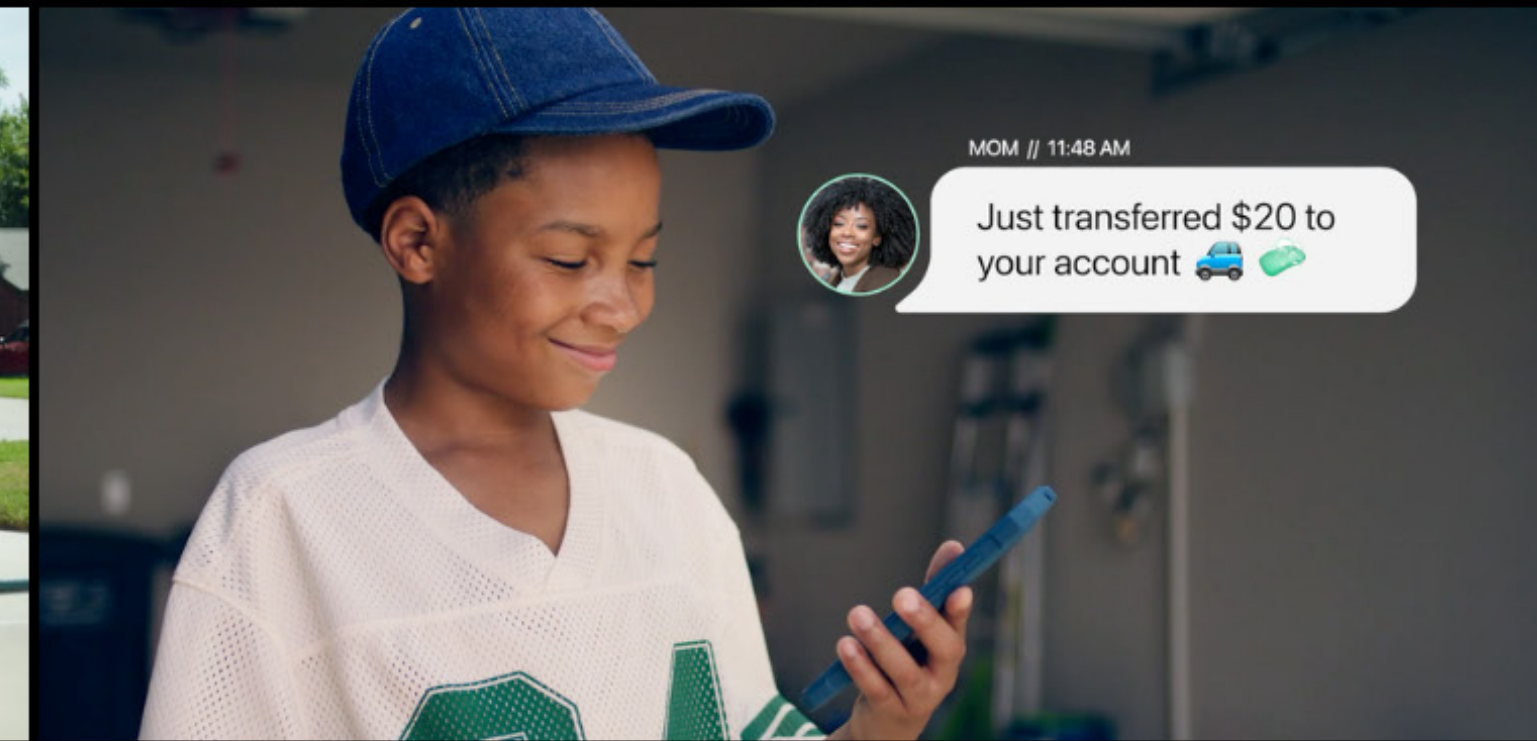 MOM // 11:48 AM
Just transferred $20 to
your account 🚙 🧼